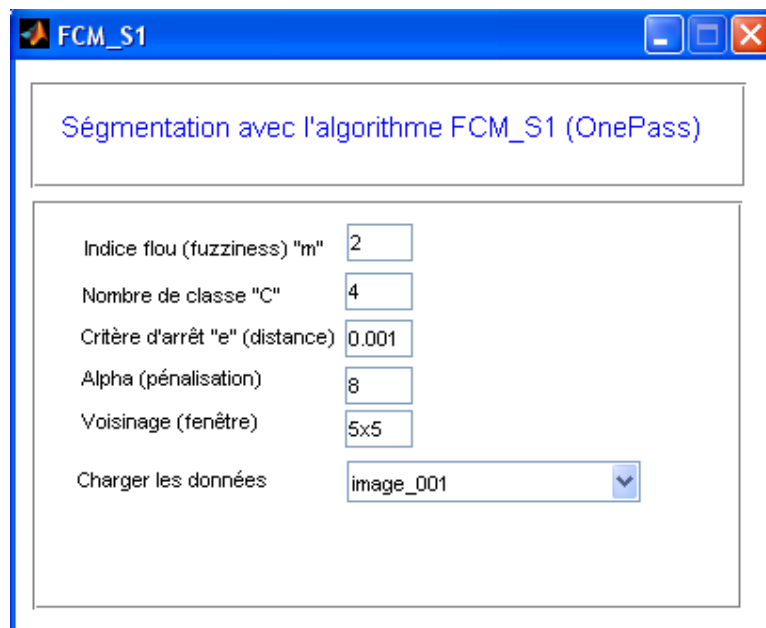 FCM_S1
Ségmentation avec l'algorithme FCM_S1 (OnePass)
Indice flou (fuzziness) "m" 2
Nombre de classe "C" 4
Critère d'arrêt "e" (distance) 0.001
Alpha (pénalisation) 8
Voisinage (fenêtre) 5x5
Charger les données image_001